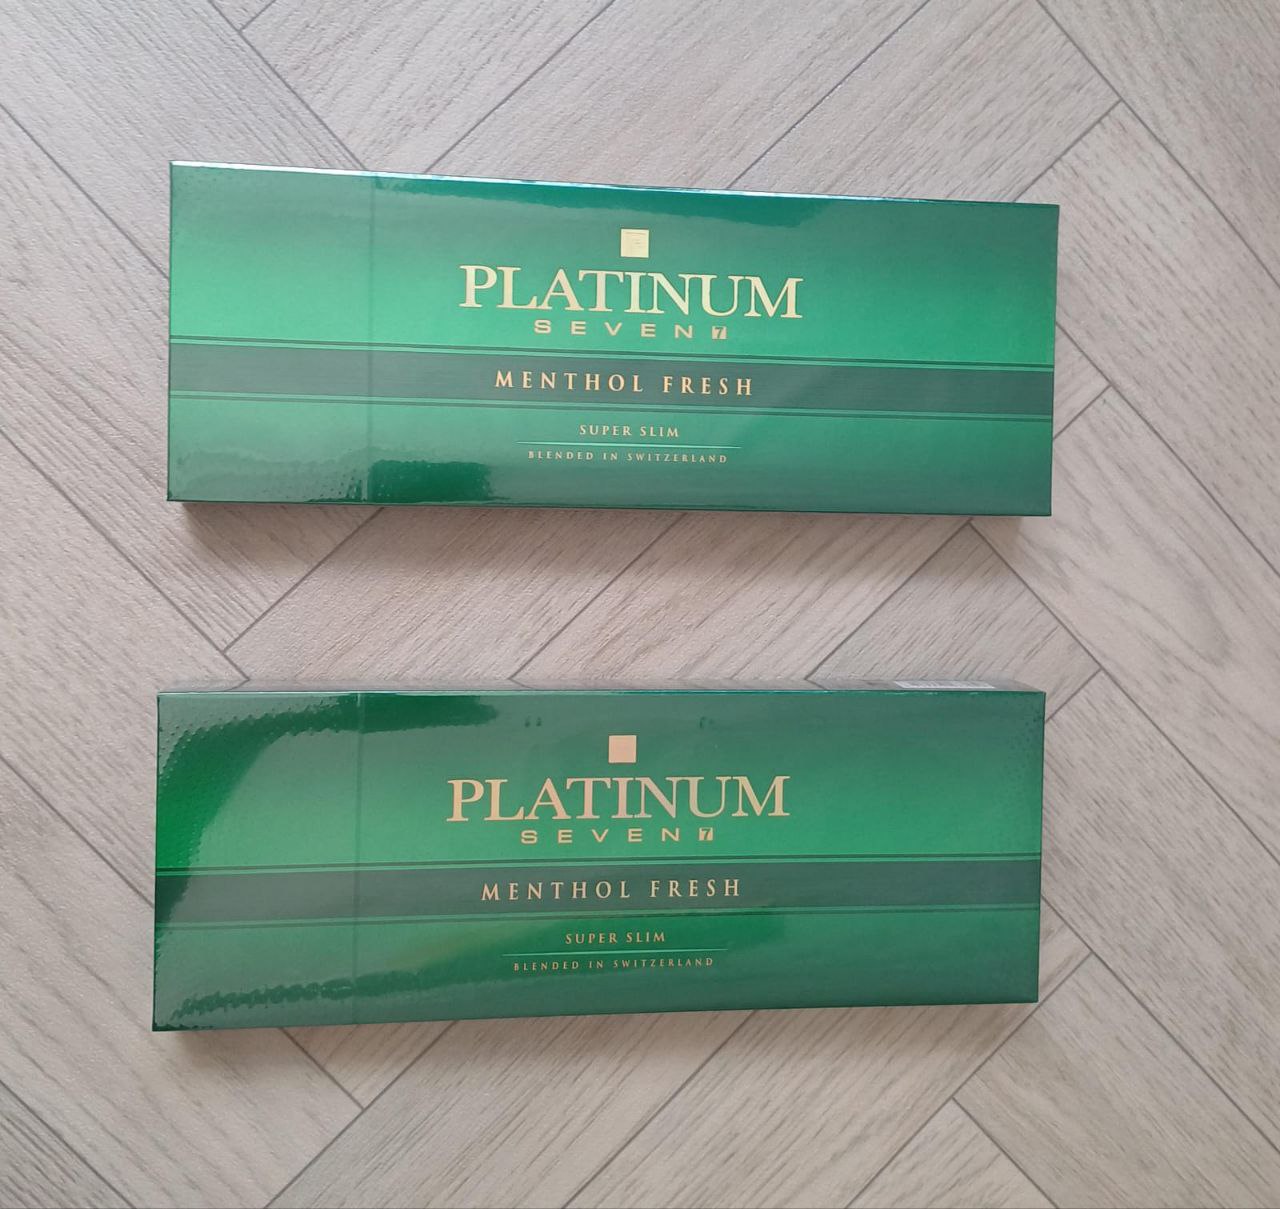 PLATINUM
SEVEN 7
MENTHOL FRESH
SUPER SLIM
BLENDED IN SWITZERLAND
PLATINUM
SEVEN 7
MENTHOL FRESH
SUPER SLIM
BLENDED IN SWITZERLAND